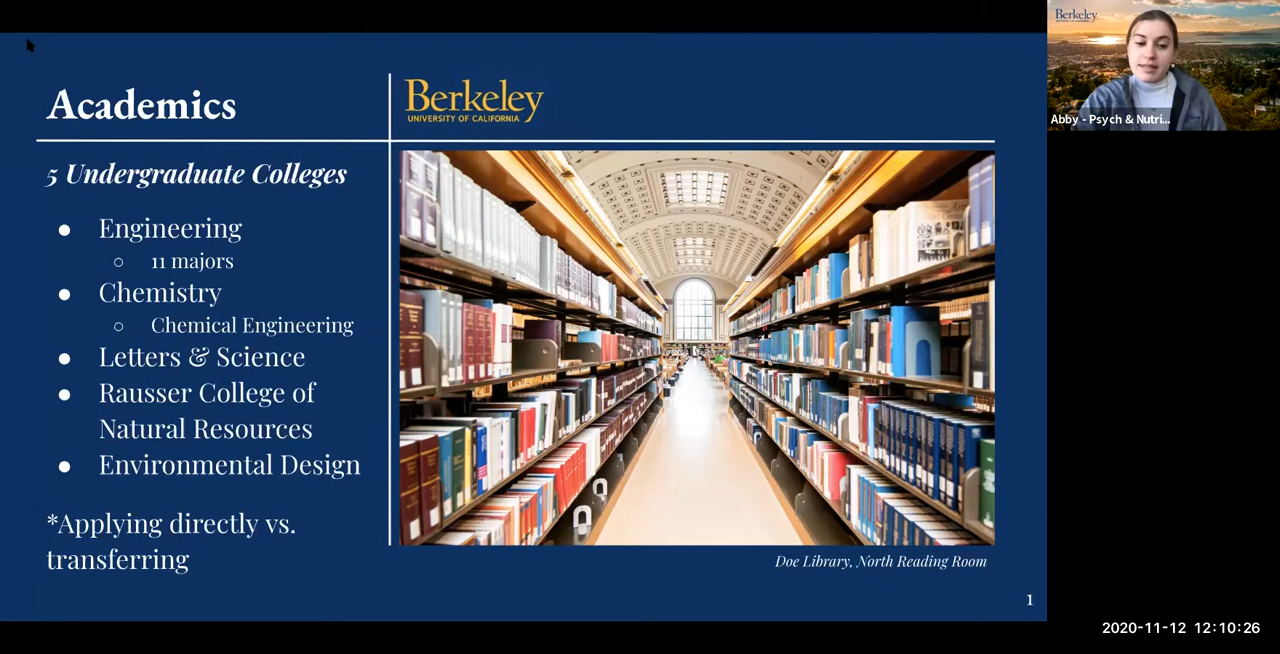 Academics
Berkeley
UNIVERSITY OF CALIFORNIA
5 Undergraduate Colleges
● Engineering
○ 11 majors
● Chemistry
○ Chemical Engineering
● Letters & Science
● Rausser College of
Natural Resources
● Environmental Design
*Applying directly vs.
transferring
Doe Library, North Reading Room
1
Berkeley
Abby - Psych & Nutri...
2020-11-12 12:10:26